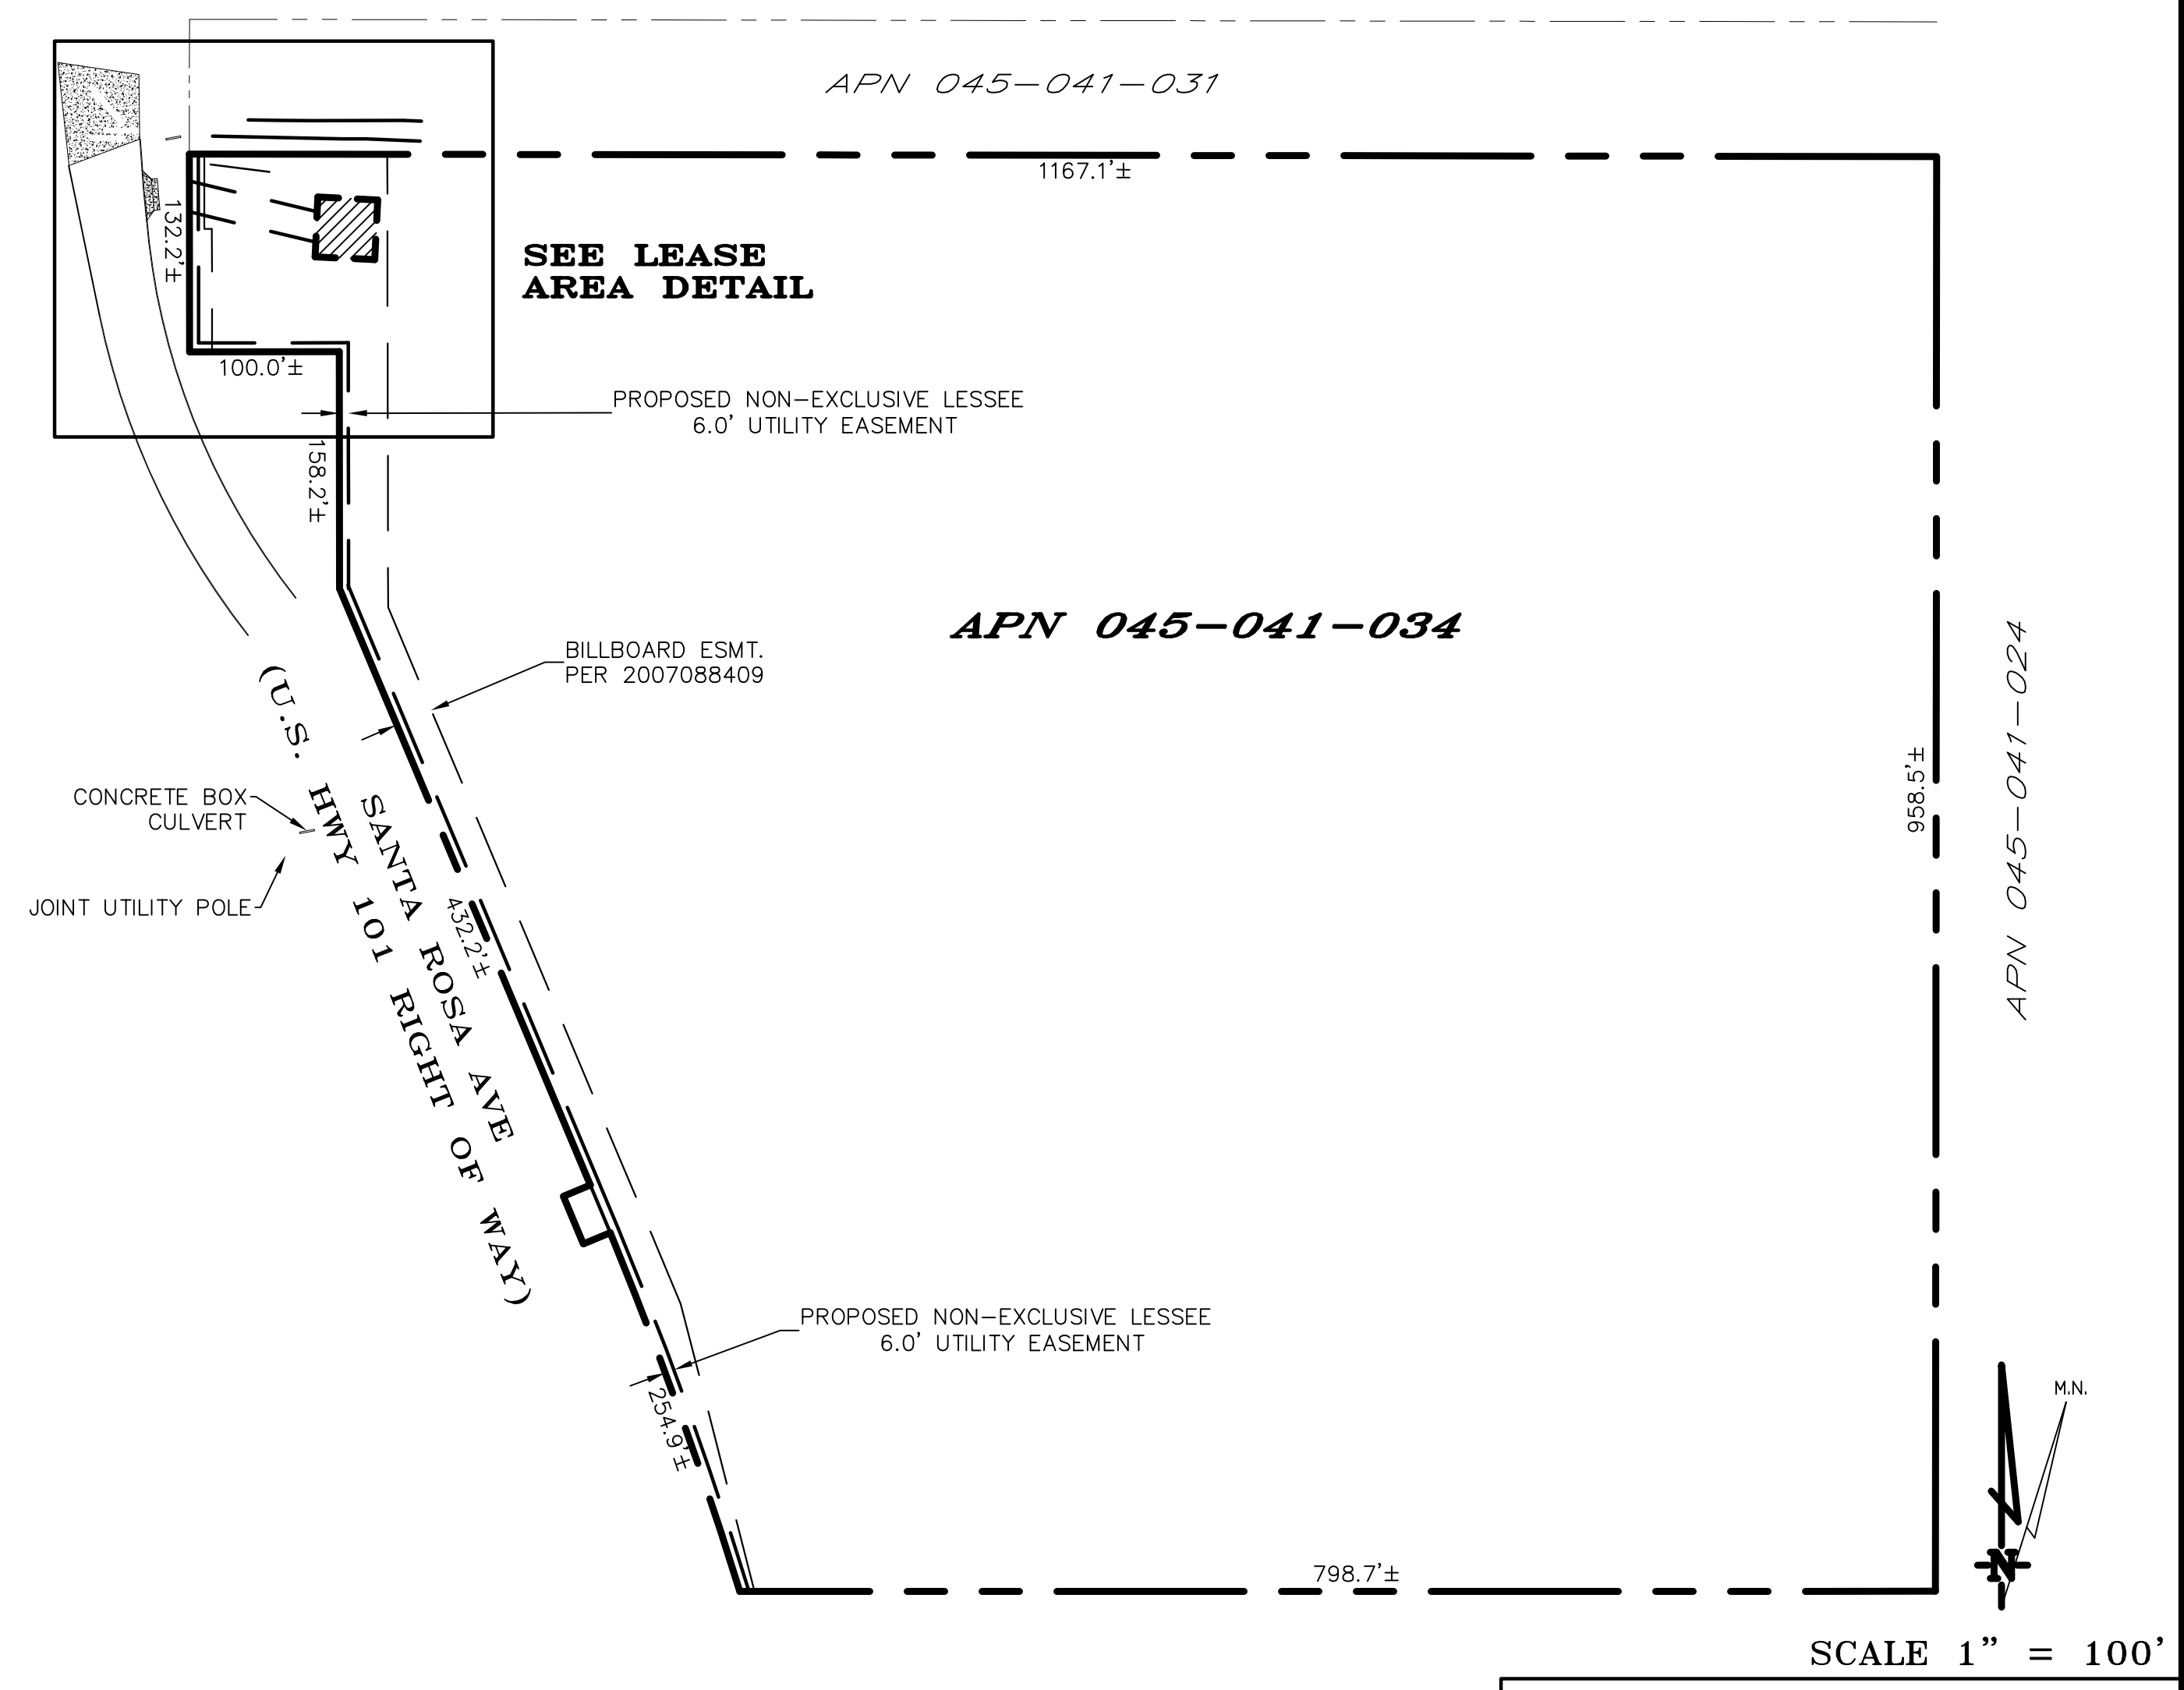 APN 045-041-031
1167.1'±
132.2'±
SEE LEASE
AREA DETAIL
100.0'±
PROPOSED NON-EXCLUSIVE LESSEE
6.0' UTILITY EASEMENT
158.2'±
APN 045-041-034
BILLBOARD ESMT.
PER 2007088409
APN 045-041-024
958.5'±
CONCRETE BOX
CULVERT
JOINT UTILITY POLE
SANTA ROSA AVE
(U.S. HWY 101 RIGHT OF WAY)
432.2'±
PROPOSED NON-EXCLUSIVE LESSEE
6.0' UTILITY EASEMENT
254.9'±
M.N.
798.7'±
N
SCALE 1" = 100'